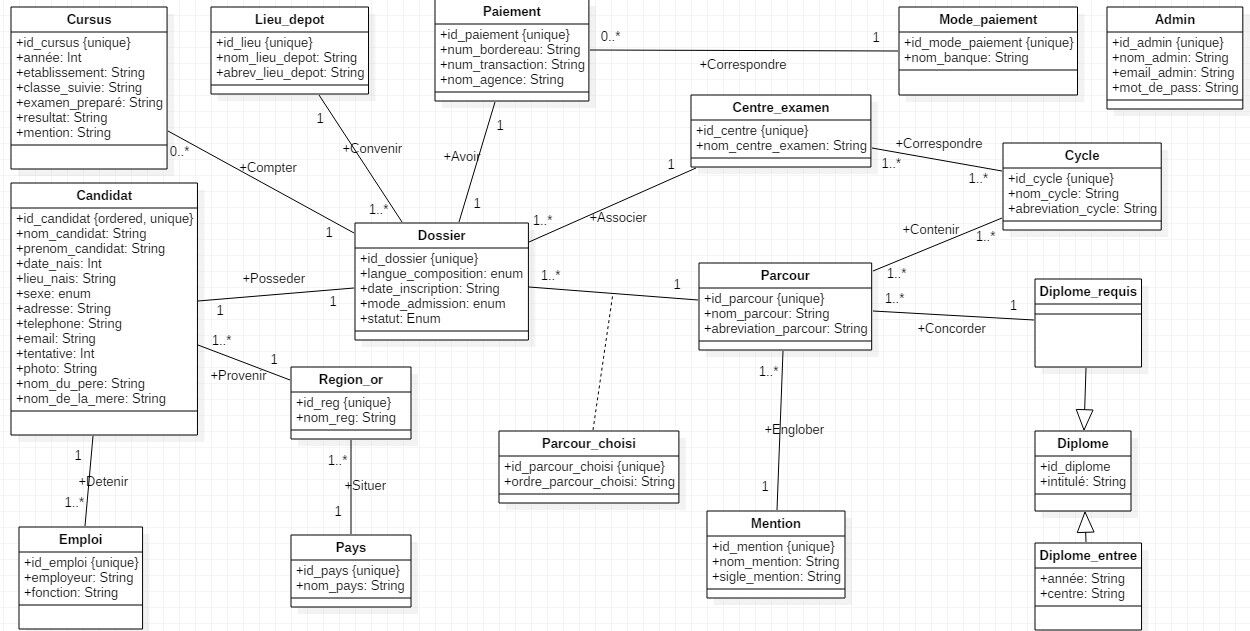 Cursus
+id_cursus {unique}
+année: Int
+etablissement: String
+classe_suivie: String
+examen_preparé: String
+resultat: String
+mention: String
Lieu_depot
+id_lieu {unique}
+nom_lieu_depot: String
+abrev_lieu_depot: String
Paiement
+id_paiement {unique}
+num_bordereau: String
+num_transaction: String
+nom_agence: String
0..*
1
+Correspondre
Mode_paiement
+id_mode_paiement {unique}
+nom_banque: String
Admin
+id_admin {unique}
+nom_admin: String
+email_admin: String
+mot_de_pass: String
0..*
+Compter
1
1
+Convenir
1..*
1
+Avoir
1
Centre_examen
+id_centre {unique}
+nom_centre_examen: String
1
+Associer
1..*
+Correspondre
1..*
1..*
Cycle
+id_cycle {unique}
+nom_cycle: String
+abreviation_cycle: String
Candidat
+id_candidat {ordered, unique}
+nom_candidat: String
+prenom_candidat: String
+date_nais: Int
+lieu_nais: String
+sexe: enum
+adresse: String
+telephone: String
+email: String
+tentative: Int
+photo: String
+nom_du_pere: String
+nom_de_la_mere: String
+Posseder
1
1
Dossier
+id_dossier {unique}
+langue_composition: enum
+date_inscription: String
+mode_admission: enum
+statut: Enum
1..*
1
+Contenir
1..*
1..*
Parcour
+id_parcour {unique}
+nom_parcour: String
+abreviation_parcour: String
1..*
1
+Concorder
Diplome_requis
1..*
1
+Provenir
Region_or
+id_reg {unique}
+nom_reg: String
1..*
+Situer
1
Pays
+id_pays {unique}
+nom_pays: String
1
+Detenir
1..*
Emploi
+id_emploi {unique}
+employeur: String
+fonction: String
Parcour_choisi
+id_parcour_choisi {unique}
+ordre_parcour_choisi: String
1..*
+Englober
1
Mention
+id_mention {unique}
+nom_mention: String
+sigle_mention: String
Diplome
+id_diplome
+intitulé: String
Diplome_entree
+année: String
+centre: String